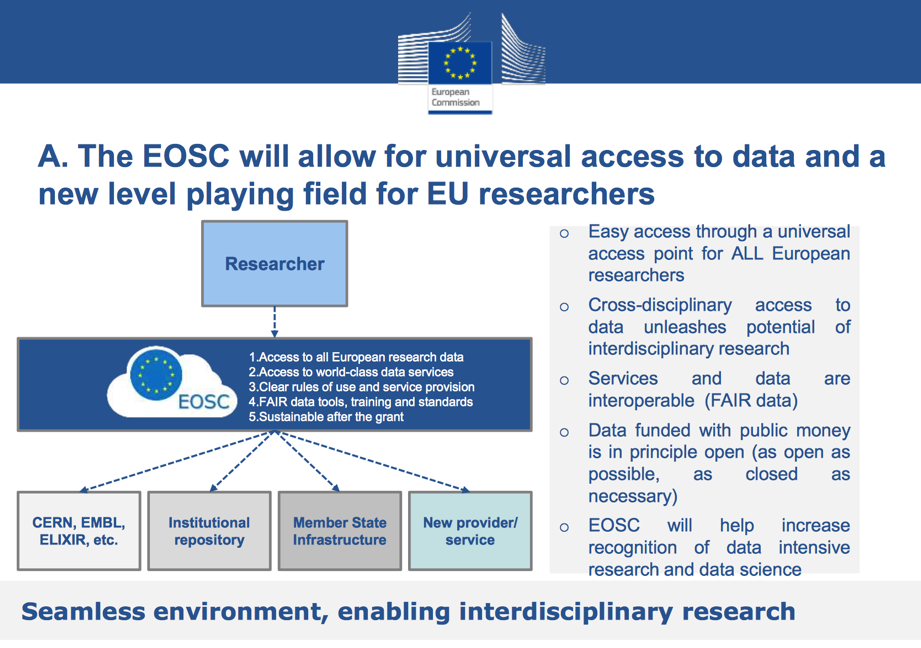 European
Commission
A. The EOSC will allow for universal access to data and a
new level playing field for EU researchers
Researcher
EOSC
1.Access to all European research data
2.Access to world-class data services
3.Clear rules of use and service provision
4.FAIR data tools, training and standards
5.Sustainable after the grant
CERN, EMBL,
ELIXIR, etc.
Institutional
repository
Member State
Infrastructure
New provider/
service
o Easy access through a universal
access point for ALL European
researchers
o Cross-disciplinary access to
data unleashes potential of
interdisciplinary research
o Services and data are
interoperable (FAIR data)
o Data funded with public money
is in principle open (as open as
possible, as closed as
necessary)
o EOSC will help increase
recognition of data intensive
research and data science
Seamless environment, enabling interdisciplinary research